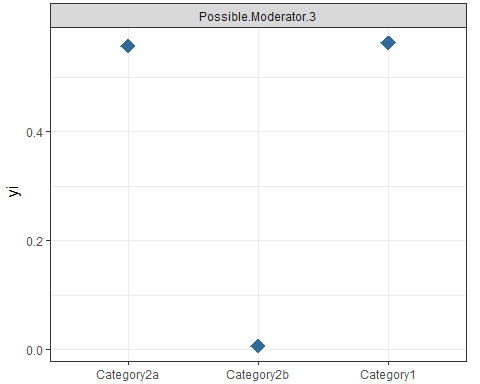 Possible.Moderator.3
yi
0.4
0.2
0.0
Category2a Category2b Category1